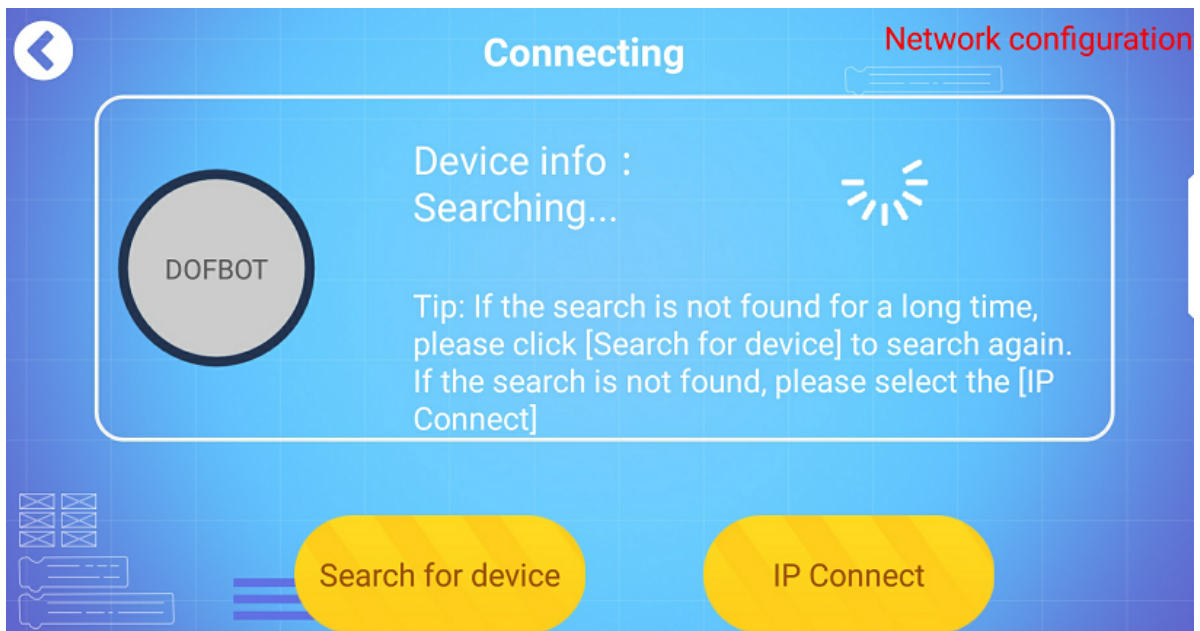 Connecting
Network configuration
Device info：
Searching...
DOFBOT
Tip: If the search is not found for a long time,
please click [Search for device] to search again.
If the search is not found, please select the [IP
Connect]
Search for device
IP Connect